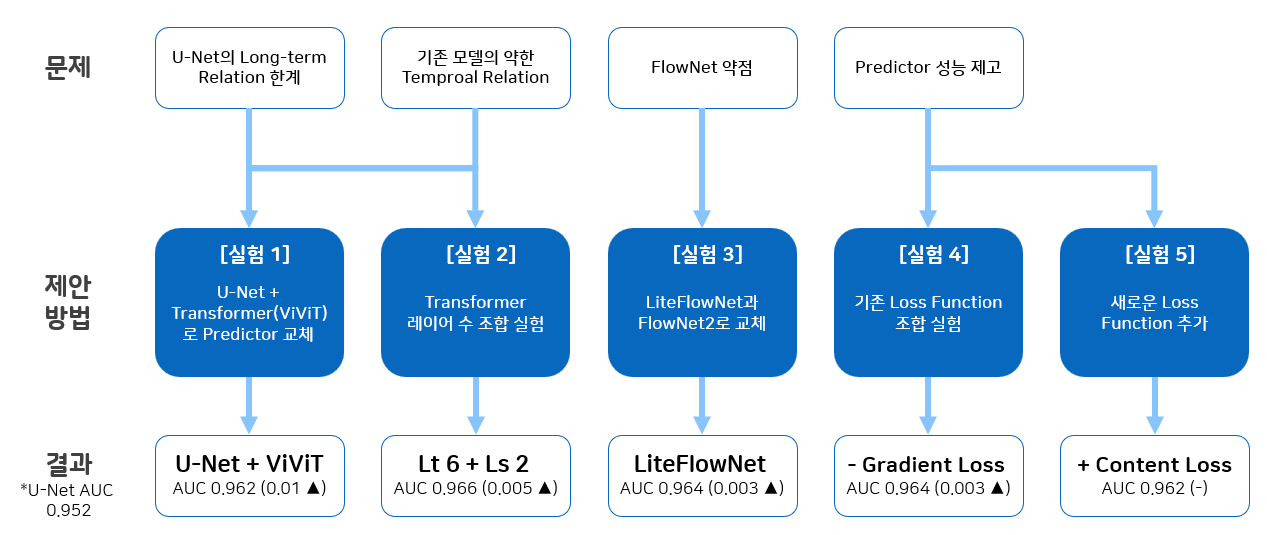 문제
U-Net의 Long-term
Relation 한계
기존 모델의 약한
Temproal Relation
FlowNet 약점
Predictor 성능 제고
제안
방법
[실험 1]
U-Net +
Transformer(ViViT)
로 Predictor 교체
[실험 2]
Transformer
레이어 수 조합 실험
[실험 3]
LiteFlowNet과
FlowNet2로 교체
[실험 4]
기존 Loss Function
조합 실험
[실험 5]
새로운 Loss
Function 추가
결과
*U-Net AUC
0.952
U-Net + ViViT
AUC 0.962 (0.01 ▲)
Lt 6 + Ls 2
AUC 0.966 (0.005 ▲)
LiteFlowNet
AUC 0.964 (0.003 ▲)
- Gradient Loss
AUC 0.964 (0.003 ▲)
+ Content Loss
AUC 0.962 (-)